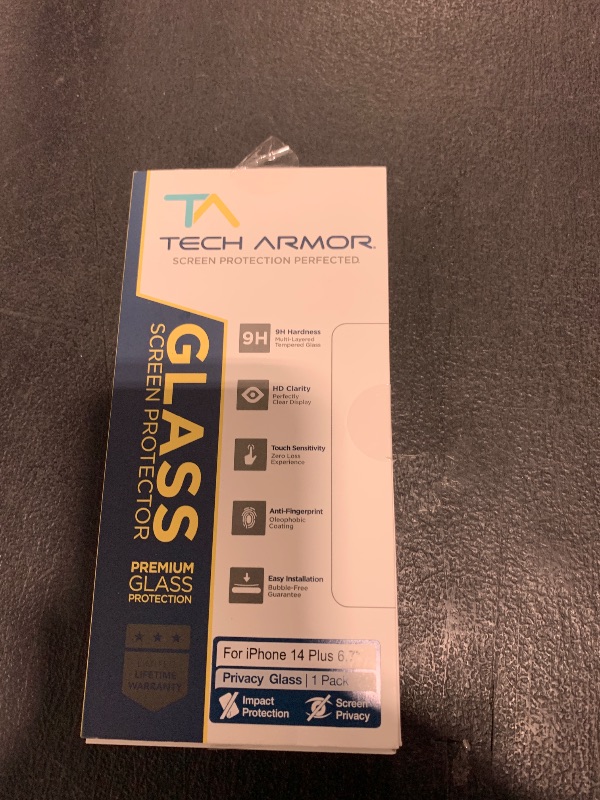 TA
TECH ARMOR
SCREEN PROTECTION PERFECTED
GLASS
SCREEN PROTECTOR
PREMIUM
GLASS
PROTECTION
LIFETIME
WARRANTY
9H
9H Hardness
Multi-Layered
Tempered Glass
HD Clarity
Perfectly
Clear Display
Touch Sensitivity
Zero Loss
Experience
Anti-Fingerprint
Oleophobic
Coating
Easy Installation
Bubble-Free
Guarantee
For iPhone 14 Plus 6.7"
Privacy Glass | 1 Pack
Impact
Protection
Screen
Privacy